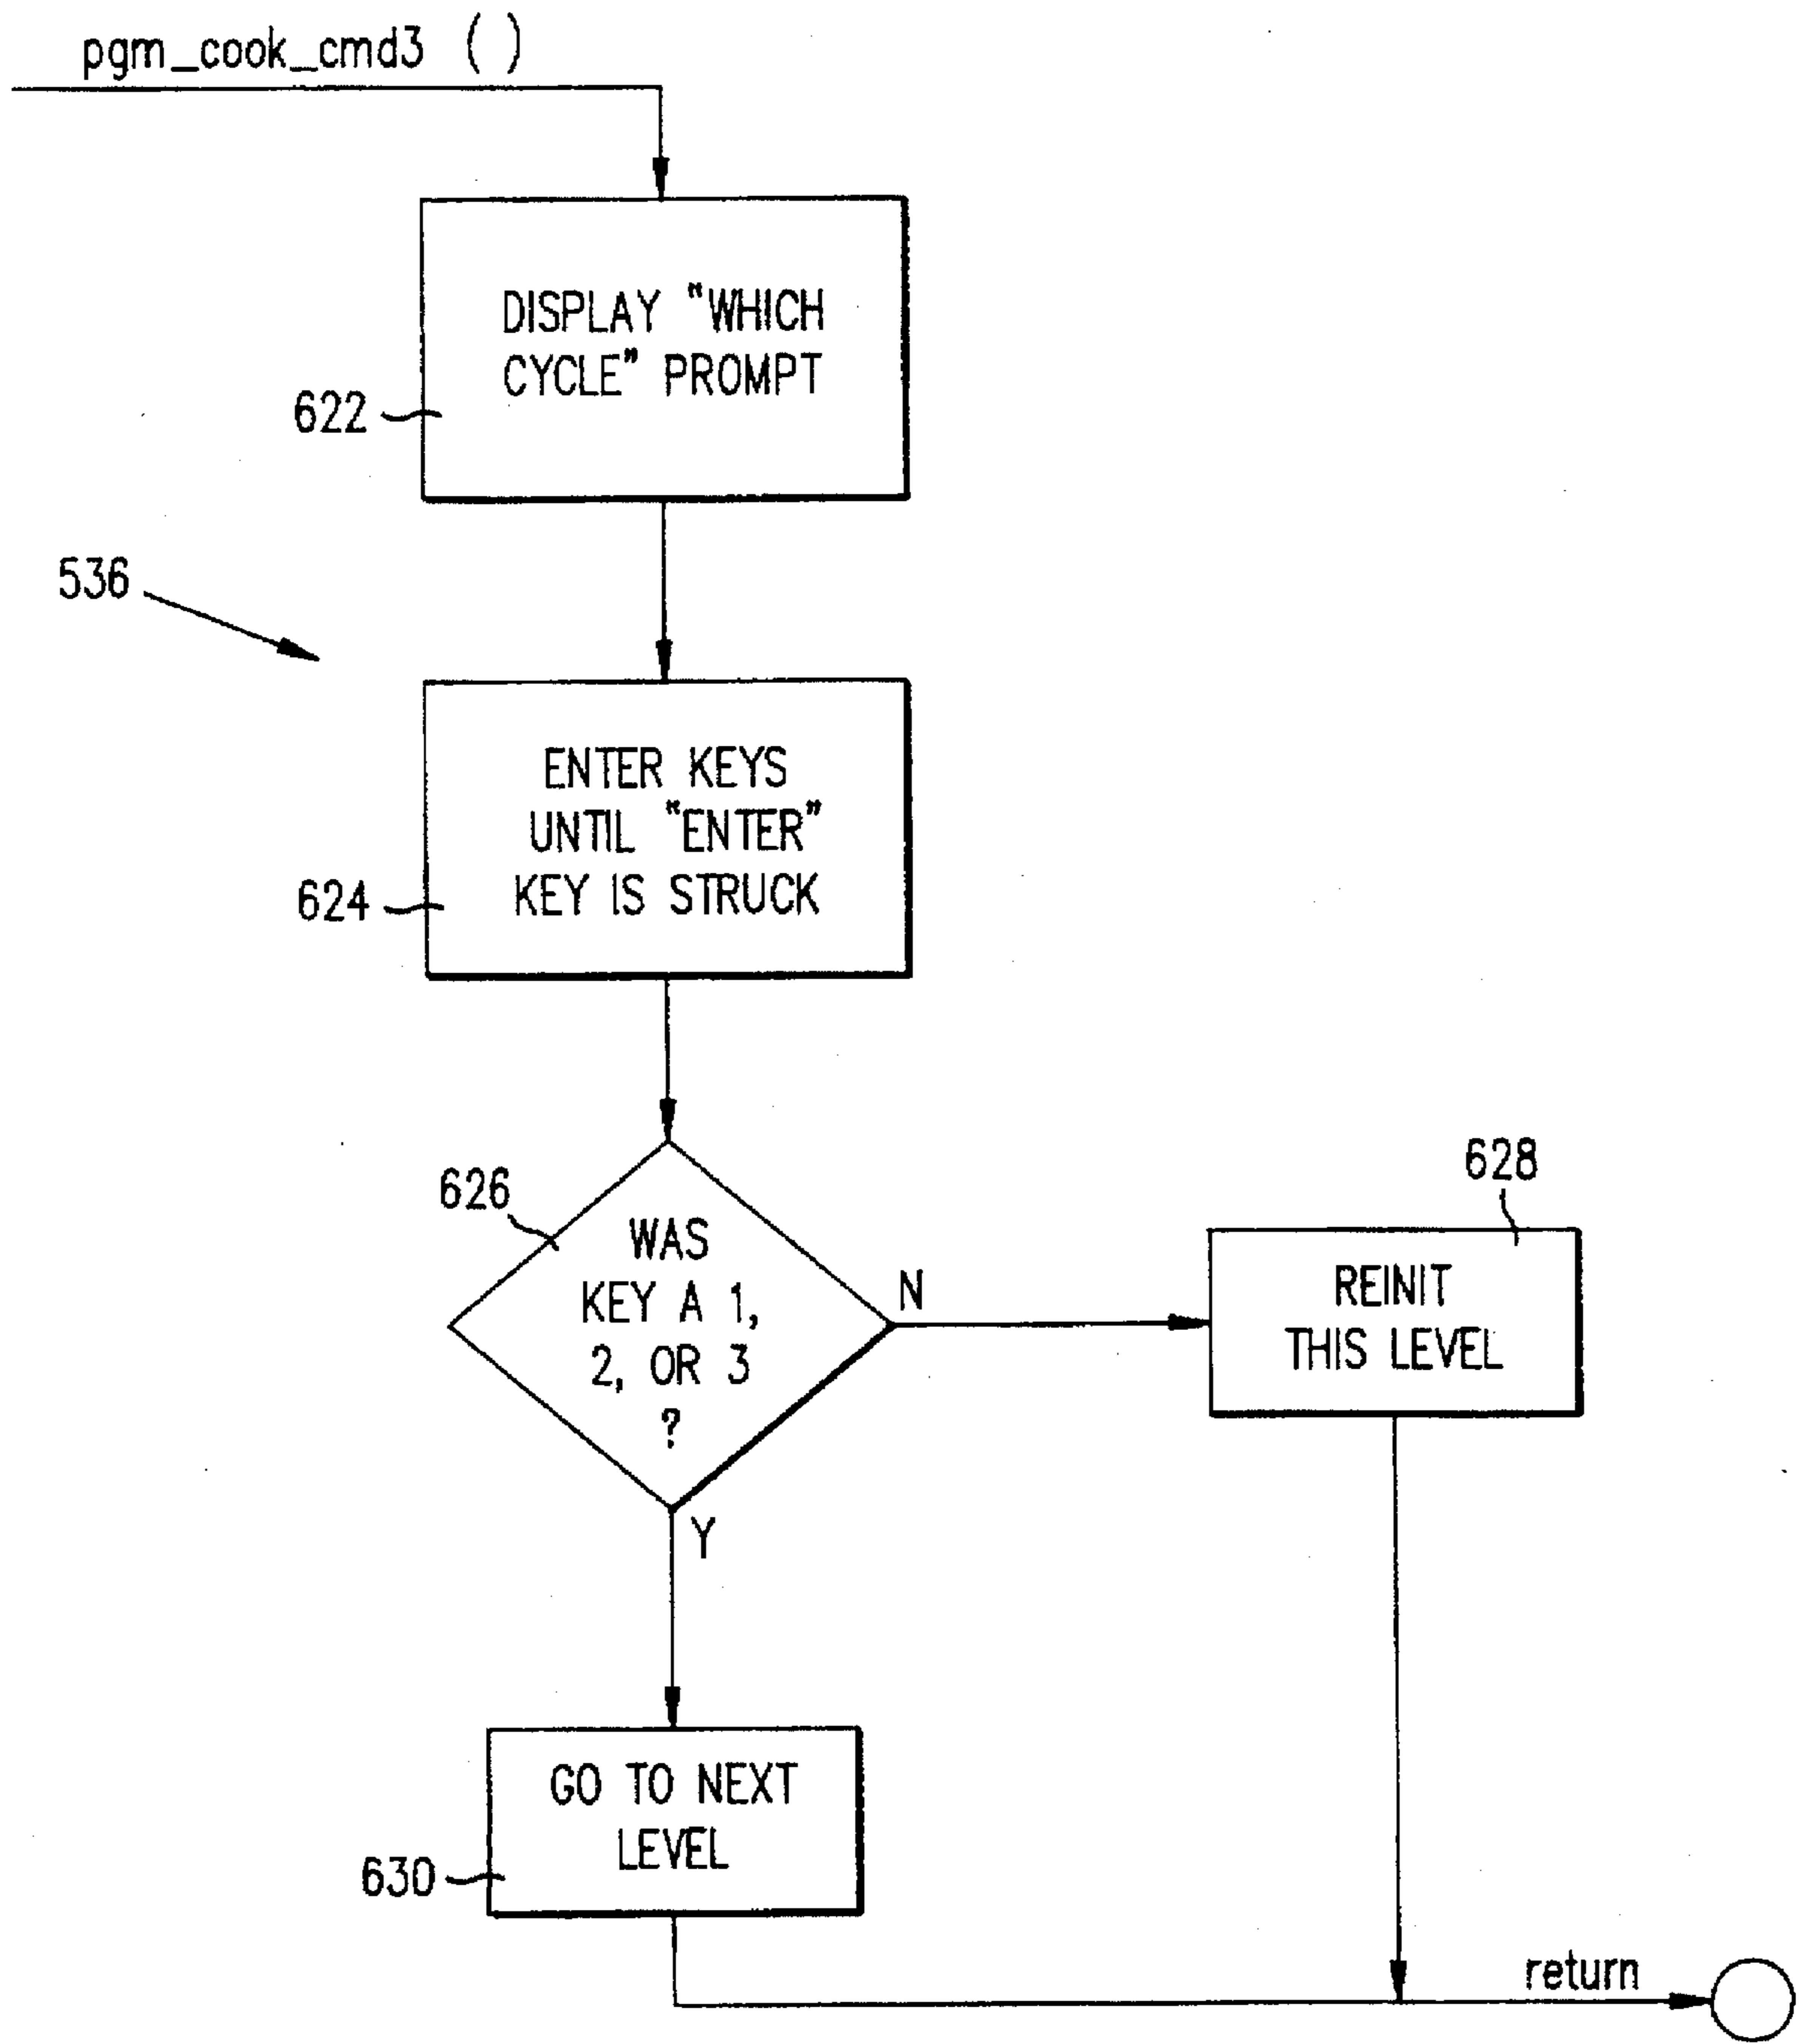 pgm_cook_cmd3 ( )
DISPLAY "WHICH
CYCLE" PROMPT
622
536
ENTER KEYS
UNTIL "ENTER"
KEY IS STRUCK
624
626
WAS
KEY A 1,
2, OR 3
?
N
628
REINIT
THIS LEVEL
Y
GO TO NEXT
LEVEL
630
return